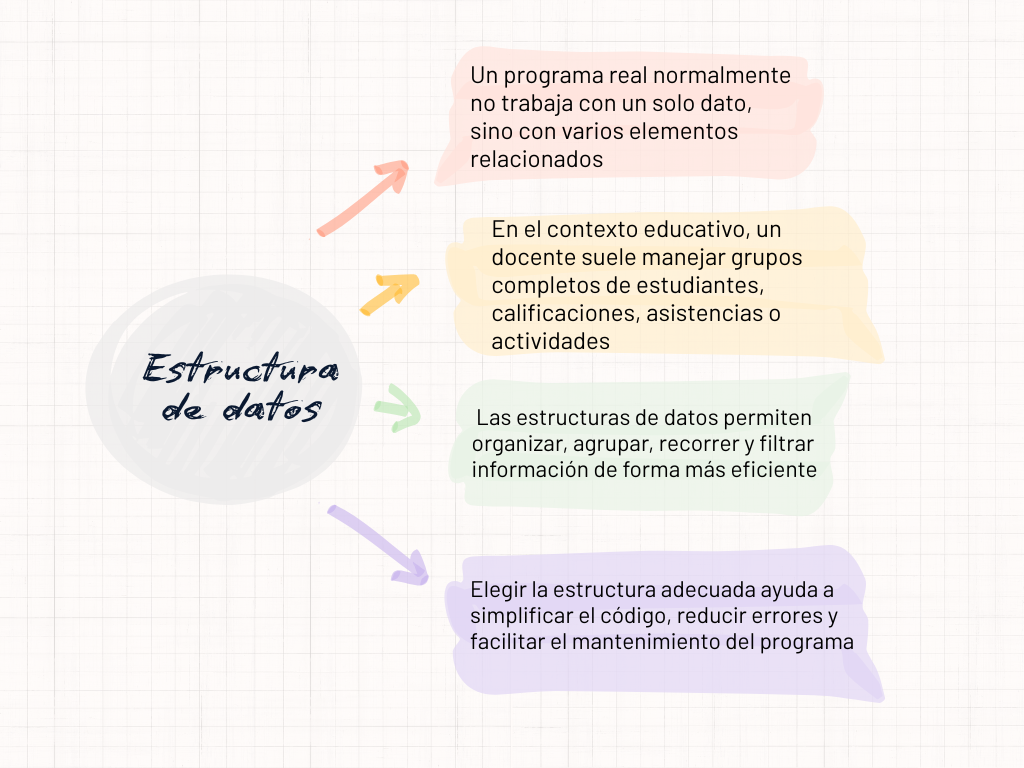 Estructura
de datos
Un programa real normalmente
no trabaja con un solo dato,
sino con varios elementos
relacionados
En el contexto educativo, un
docente suele manejar grupos
completos de estudiantes,
calificaciones, asistencias o
actividades
Las estructuras de datos permiten
organizar, agrupar, recorrer y filtrar
información de forma más eficiente
Elegir la estructura adecuada ayuda a
simplificar el código, reducir errores y
facilitar el mantenimiento del programa